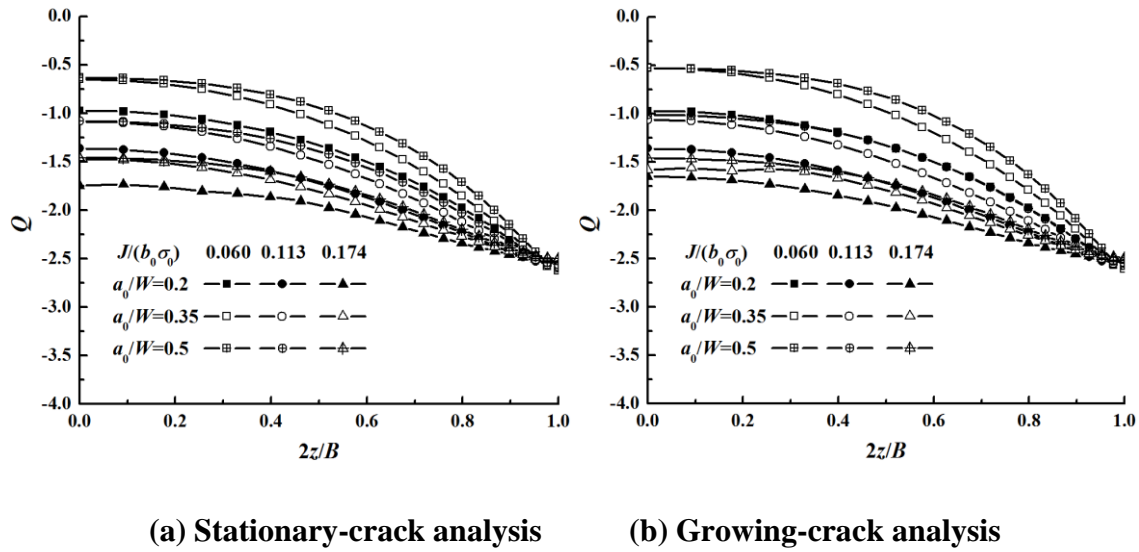 0.0
-0.5
-1.0
-1.5
-2.0
-2.5
-3.0
-3.5
-4.0
Q
J/(b₀σ₀) 0.060 0.113 0.174
a₀/W=0.2
a₀/W=0.35
a₀/W=0.5
0.0 0.2 0.4 0.6 0.8 1.0
2z/B
0.0
-0.5
-1.0
-1.5
-2.0
-2.5
-3.0
-3.5
-4.0
Q
J/(b₀σ₀) 0.060 0.113 0.174
a₀/W=0.2
a₀/W=0.35
a₀/W=0.5
0.0 0.2 0.4 0.6 0.8 1.0
2z/B
(a) Stationary-crack analysis
(b) Growing-crack analysis